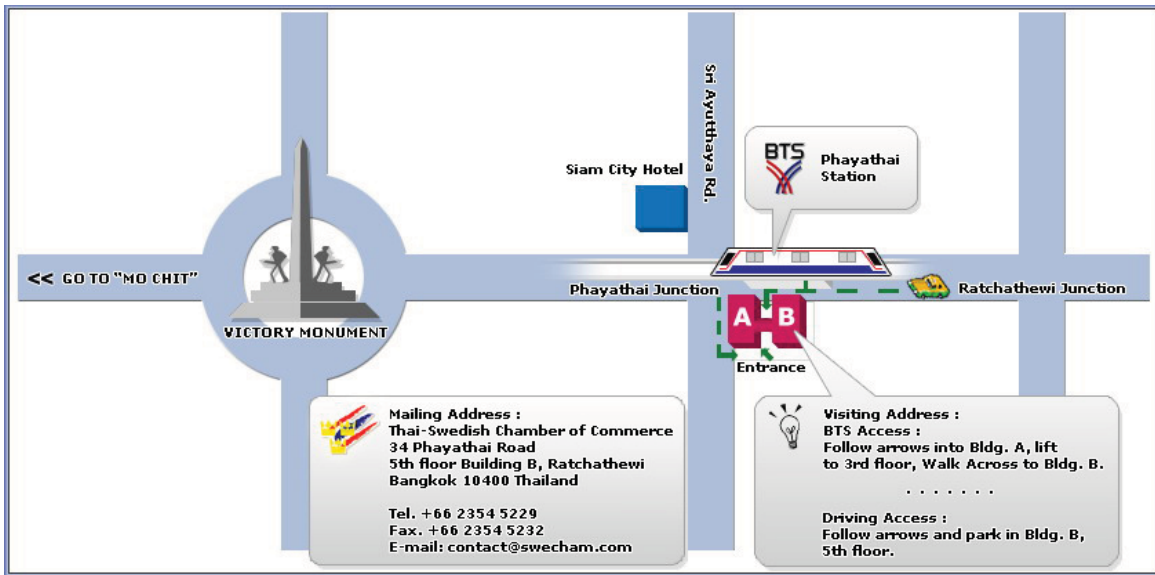 Sri Ayutthaya Rd.
BTS
Phayathai
Station
Siam City Hotel
<< GO TO "MO CHIT"
Phayathai Junction
Ratchathewi Junction
VICTORY MONUMENT
A B
Entrance
Mailing Address :
Thai-Swedish Chamber of Commerce
34 Phayathai Road
5th floor Building B, Ratchathewi
Bangkok 10400 Thailand
Tel. +66 2354 5229
Fax. +66 2354 5232
E-mail: contact@swecham.com
Visiting Address :
BTS Access :
Follow arrows into Bldg. A, lift
to 3rd floor, Walk Across to Bldg. B.
. . . . . . .
Driving Access :
Follow arrows and park in Bldg. B,
5th floor.